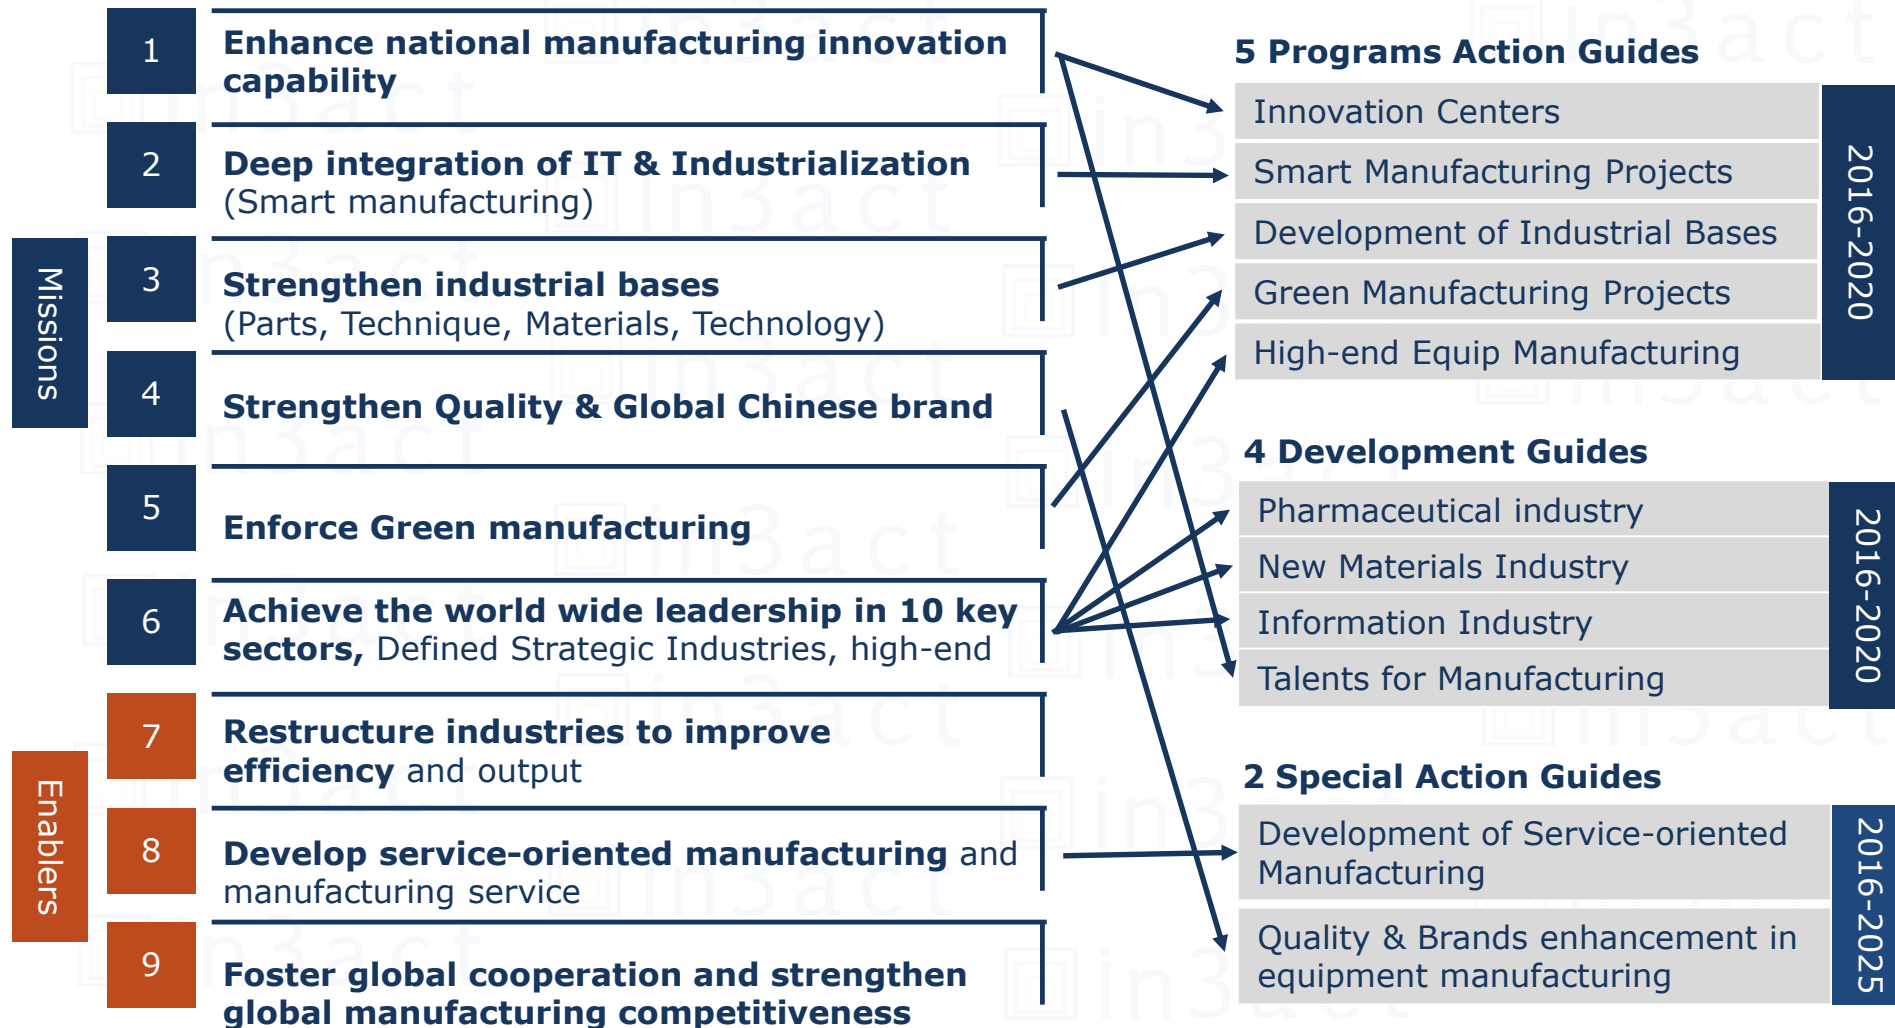 Missions
1
Enhance national manufacturing innovation
capability
2
Deep integration of IT & Industrialization
(Smart manufacturing)
3
Strengthen industrial bases
(Parts, Technique, Materials, Technology)
4
Strengthen Quality & Global Chinese brand
5
Enforce Green manufacturing
6
Achieve the world wide leadership in 10 key
sectors, Defined Strategic Industries, high-end
Enablers
7
Restructure industries to improve
efficiency and output
8
Develop service-oriented manufacturing and
manufacturing service
9
Foster global cooperation and strengthen
global manufacturing competitiveness
5 Programs Action Guides
Innovation Centers
Smart Manufacturing Projects
Development of Industrial Bases
Green Manufacturing Projects
High-end Equip Manufacturing
2016-2020
4 Development Guides
Pharmaceutical industry
New Materials Industry
Information Industry
Talents for Manufacturing
2016-2020
2 Special Action Guides
Development of Service-oriented
Manufacturing
Quality & Brands enhancement in
equipment manufacturing
2016-2025
in3act